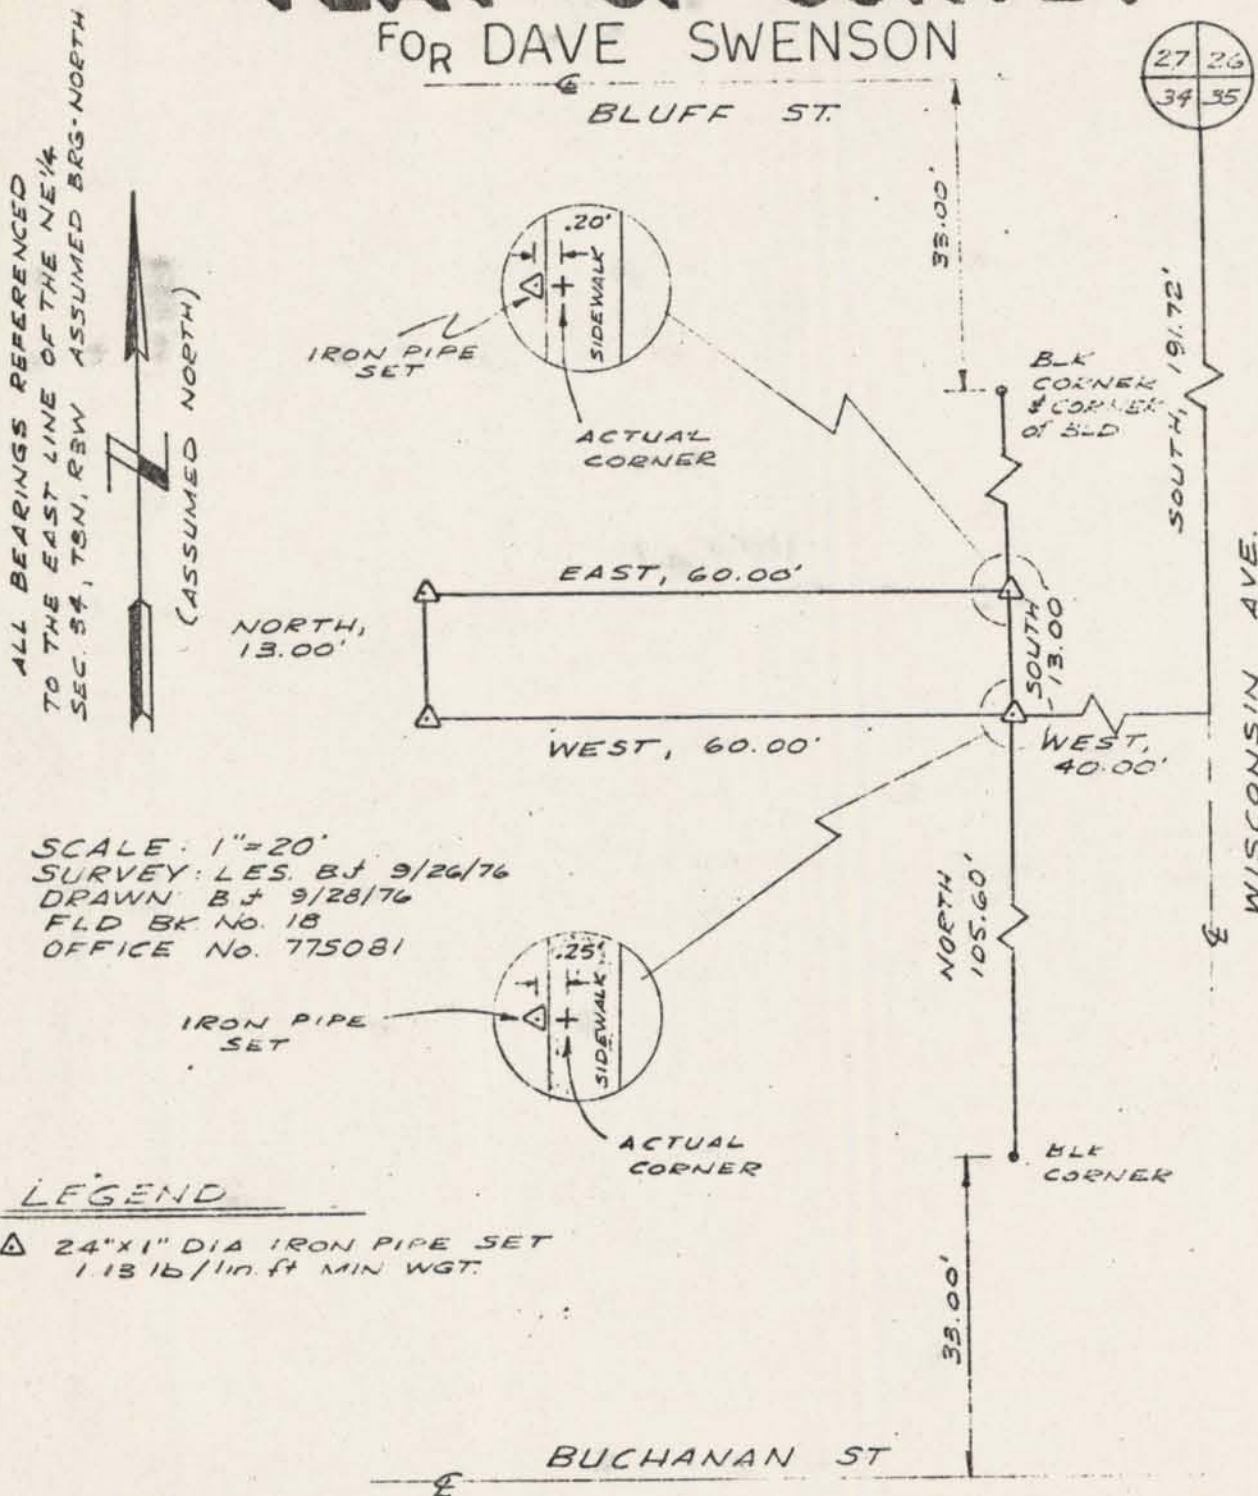 FOR DAVE SWENSON
27 26
34 35
BLUFF ST.
33.00'
ALL BEARINGS REFERENCED
TO THE EAST LINE OF THE NE 1/4
SEC. 34, T8N, R3W ASSUMED BRG-NORTH
(ASSUMED NORTH)
.20'
SIDEWALK
IRON PIPE
SET
ACTUAL
CORNER
BLK
CORNER
& CORNER
of BLD
SOUTH, 191.72'
WISCONSIN AVE.
EAST, 60.00'
NORTH,
13.00'
SOUTH
13.00'
WEST, 60.00'
WEST,
40.00'
SCALE: 1"=20'
SURVEY: LES. BJ 9/26/76
DRAWN BJ 9/28/76
FLD BK No. 18
OFFICE No. 775081
NORTH
105.60'
.25'
SIDEWALK
IRON PIPE
SET
ACTUAL
CORNER
BLK
CORNER
LEGEND
24"X1" DIA IRON PIPE SET
1.13 lb/lin. ft MIN WGT.
33.00'
BUCHANAN ST